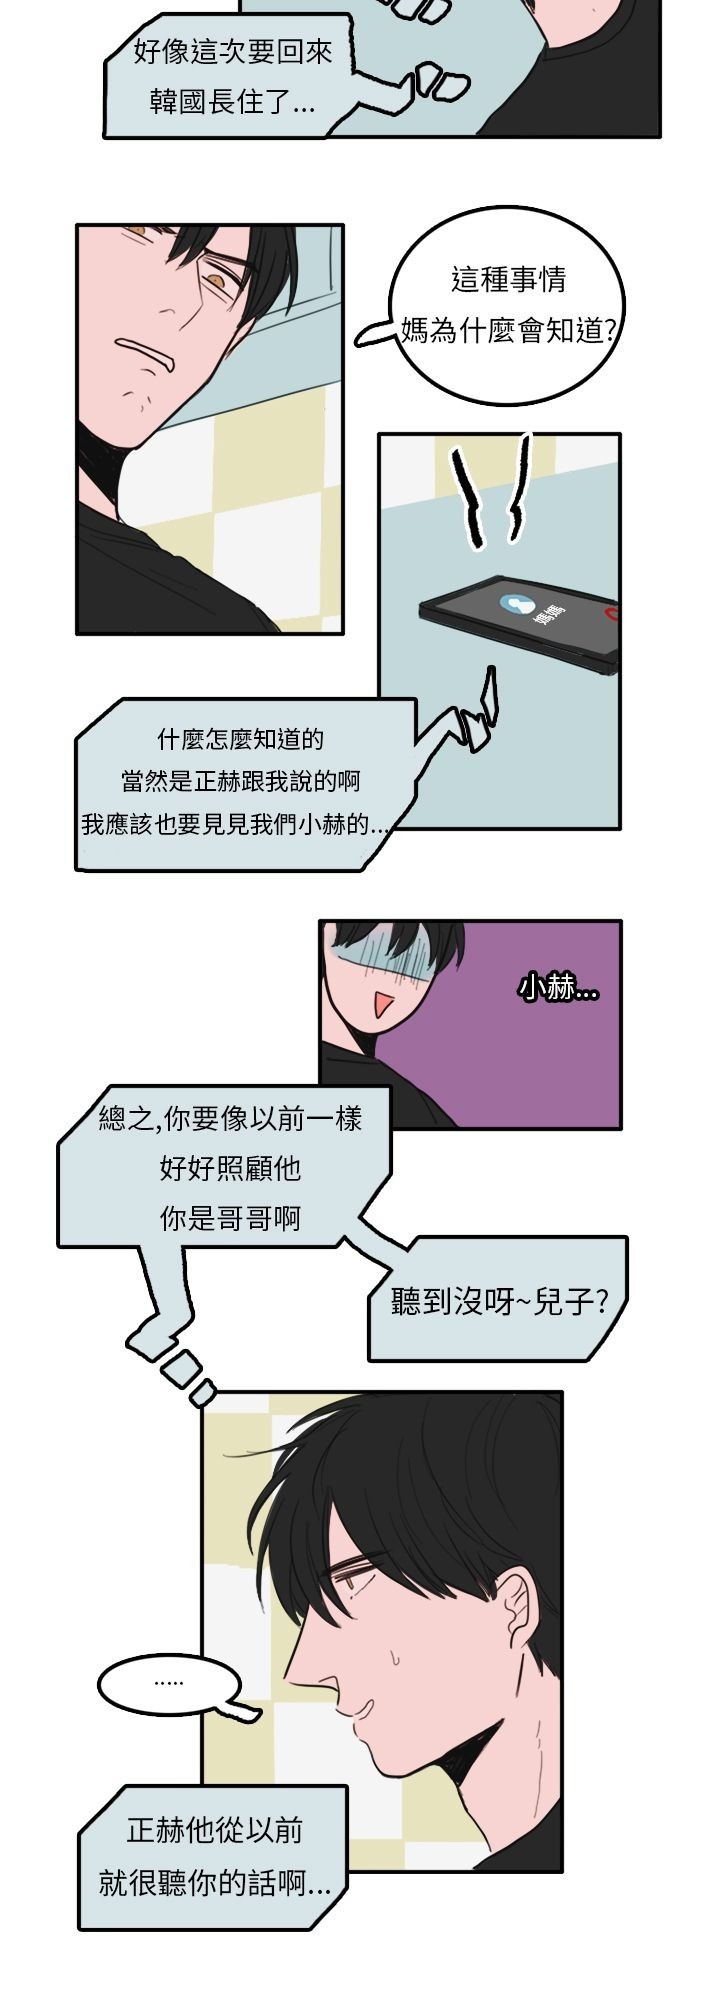 好像這次要回來
韓國長住了...
這種事情
媽為什麼會知道?
媽媽
什麼怎麼知道的
當然是正赫跟我說的啊
我應該也要見見我們小赫的...
小赫...
總之,你要像以前一樣
好好照顧他
你是哥哥啊
聽到沒呀~兒子?
.....
正赫他從以前
就很聽你的話啊...